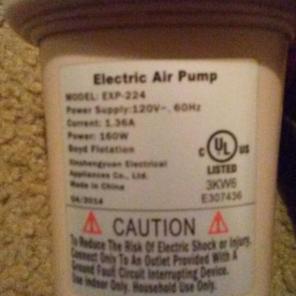 Electric Air Pump
MODEL: EXP-224
Power Supply:120V~, 60Hz
Current: 1.36A
Power: 160W
Boyd Flotation
Xinshengyuan Electrical
Appliances Co., Ltd.
Made in China
04/2014
C UL US
LISTED
3KW6
E307436
CAUTION
To Reduce The Risk Of Electric Shock or Injury,
Connect Only To An Outlet Provided With A
Ground Fault Circuit Interrupting Device.
Use Indoor Only. Household Use Only.